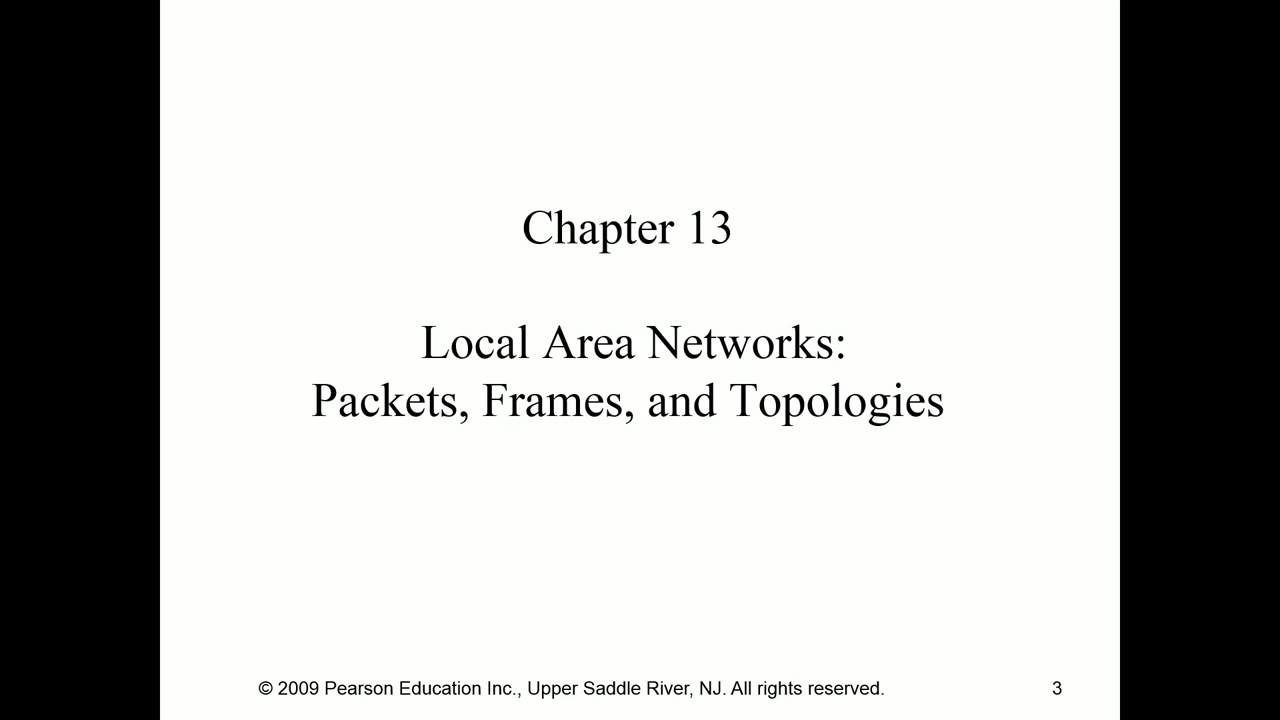 Chapter 13
Local Area Networks:
Packets, Frames, and Topologies
© 2009 Pearson Education Inc., Upper Saddle River, NJ. All rights reserved.
3